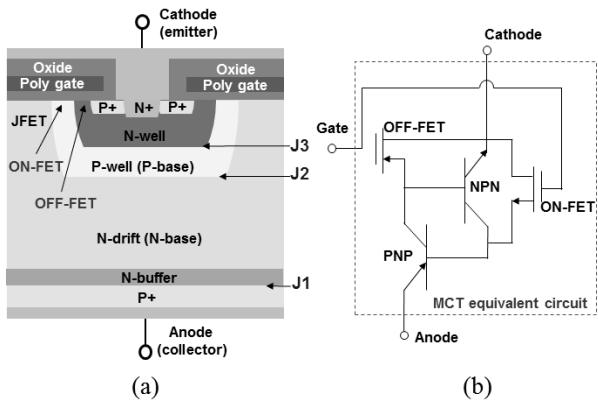 Cathode
(emitter)
Oxide
Oxide
Poly gate
Poly gate
P+
N+
P+
JFET
N-well
J3
ON-FET
P-well (P-base)
J2
OFF-FET
N-drift (N-base)
N-buffer
J1
P+
Anode
(collector)
(a)
Cathode
Gate
OFF-FET
NPN
ON-FET
PNP
MCT equivalent circuit
Anode
(b)